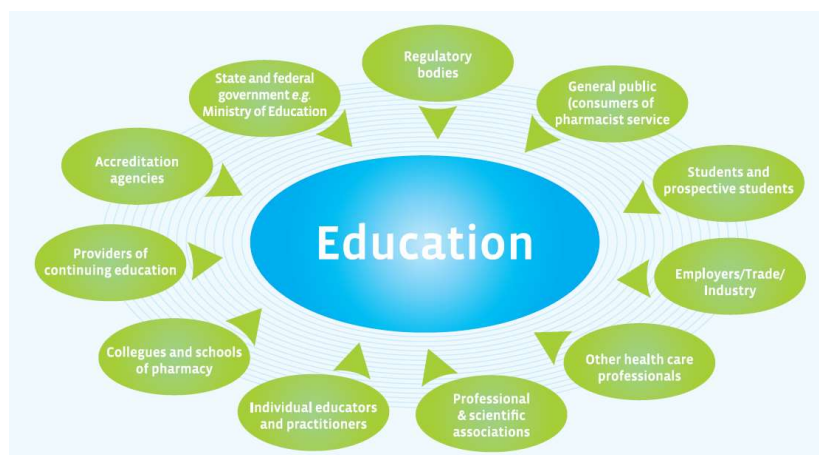 Regulatory
bodies
State and federal
government e.g.
Ministry of Education
General public
(consumers of
pharmacist service
Accreditation
agencies
Students and
prospective students
Education
Providers of
continuing education
Employers/Trade/
Industry
Collegues and schools
of pharmacy
Other health care
professionals
Individual educators
and practitioners
Professional
& scientific
associations